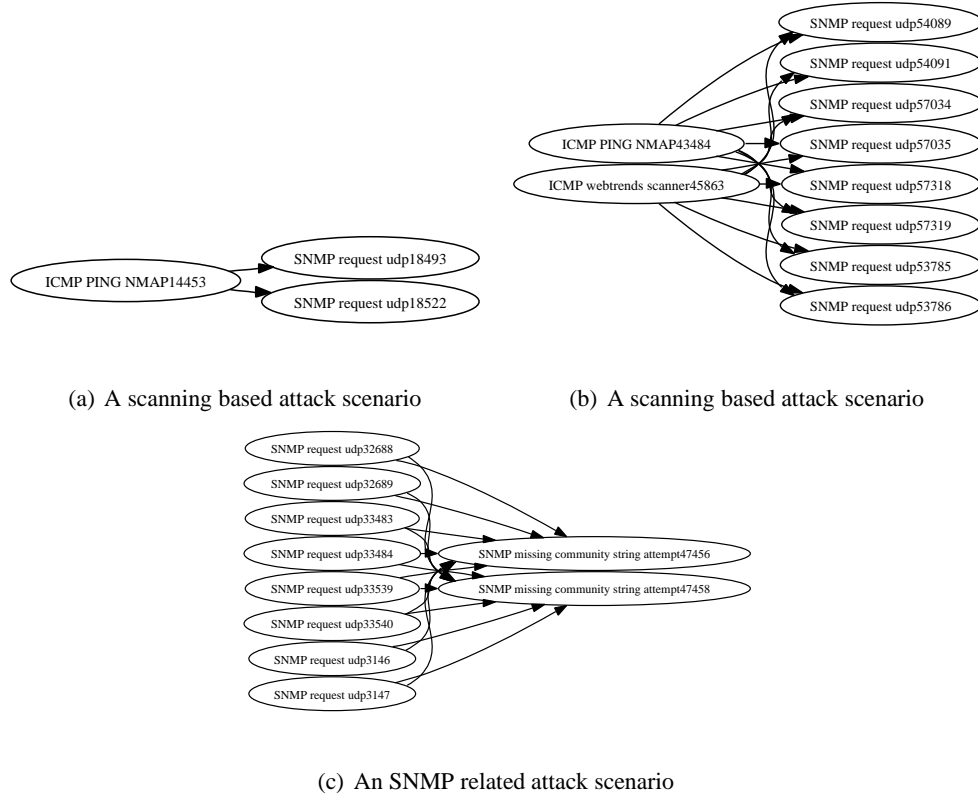 ICMP PING NMAP14453
SNMP request udp18493
SNMP request udp18522
(a) A scanning based attack scenario
ICMP PING NMAP43484
ICMP webtrends scanner45863
SNMP request udp54089
SNMP request udp54091
SNMP request udp57034
SNMP request udp57035
SNMP request udp57318
SNMP request udp57319
SNMP request udp53785
SNMP request udp53786
(b) A scanning based attack scenario
SNMP request udp32688
SNMP request udp32689
SNMP request udp33483
SNMP request udp33484
SNMP request udp33539
SNMP request udp33540
SNMP request udp3146
SNMP request udp3147
SNMP missing community string attempt47456
SNMP missing community string attempt47458
(c) An SNMP related attack scenario